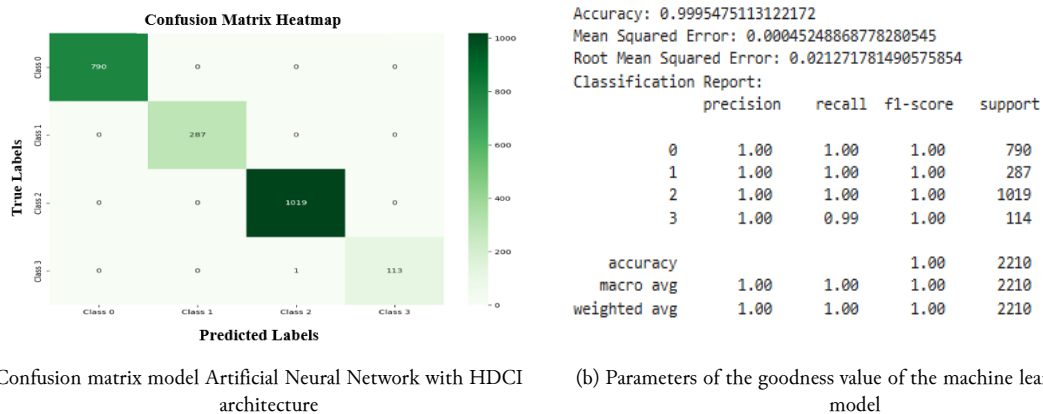 Confusion Matrix Heatmap
Class 0 790 0 0 0
Class 1 0 287 0 0
Class 2 0 0 1019 0
Class 3 0 0 1 113
Class 0 Class 1 Class 2 Class 3
True Labels
Predicted Labels
1000
800
600
400
200
0
Confusion matrix model Artificial Neural Network with HDCI
architecture
Accuracy: 0.9995475113122172
Mean Squared Error: 0.00045248868778280545
Root Mean Squared Error: 0.021271781490575854
Classification Report:
precision recall f1-score support
0 1.00 1.00 1.00 790
1 1.00 1.00 1.00 287
2 1.00 1.00 1.00 1019
3 1.00 0.99 1.00 114
accuracy 1.00 2210
macro avg 1.00 1.00 1.00 2210
weighted avg 1.00 1.00 1.00 2210
(b) Parameters of the goodness value of the machine lea
model